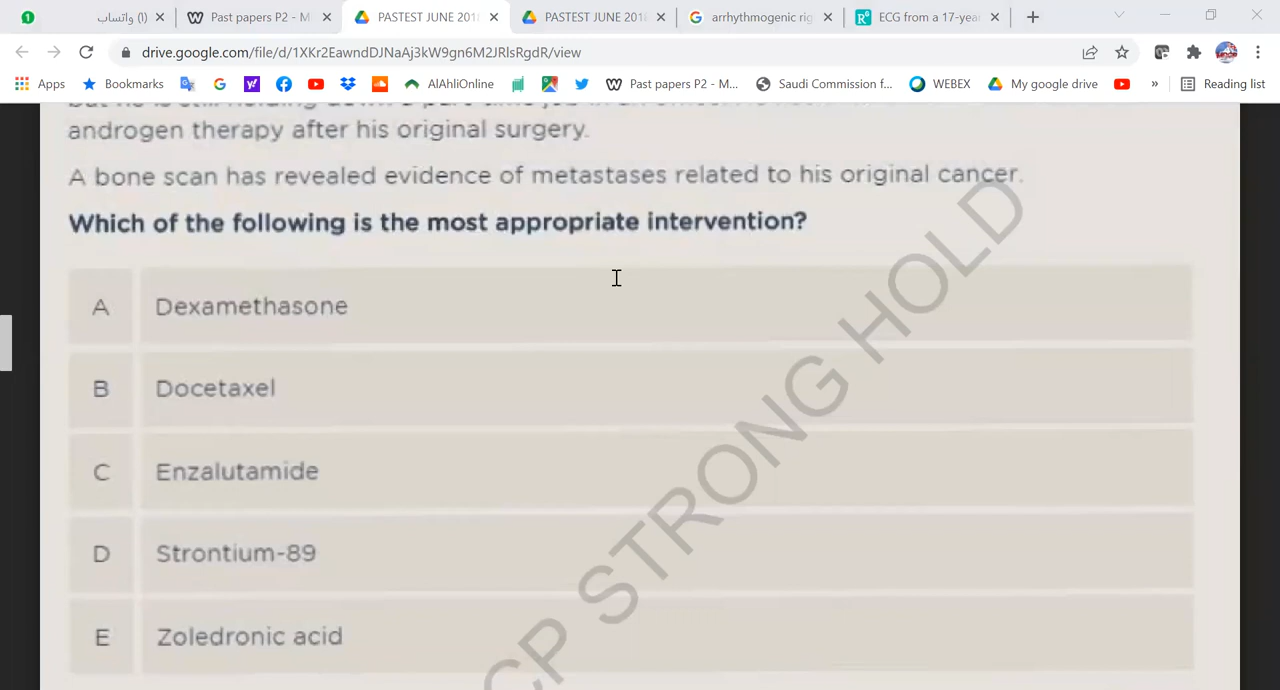 (1) واتساب
Past papers P2 - M
PASTEST JUNE 201
PASTEST JUNE 201
arrhythmogenic rig
ECG from a 17-yea
drive.google.com/file/d/1XKr2EawndDJNaAj3kW9gn6M2JRlsRgdR/view
Apps
Bookmarks
AlAhliOnline
Past papers P2 - M...
Saudi Commission f...
WEBEX
My google drive
»
Reading list
androgen therapy after his original surgery.
A bone scan has revealed evidence of metastases related to his original cancer.
Which of the following is the most appropriate intervention?
A Dexamethasone
B Docetaxel
C Enzalutamide
D Strontium-89
E Zoledronic acid
CP STRONG HOLD